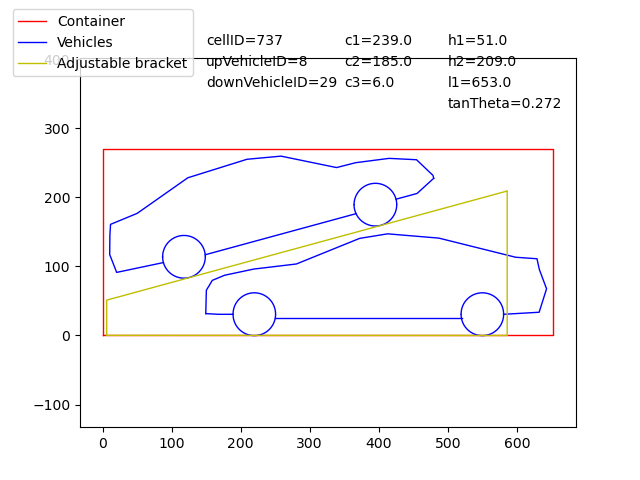 Container
Vehicles
Adjustable bracket
cellID=737
upVehicleID=8
downVehicleID=29
c1=239.0
c2=185.0
c3=6.0
h1=51.0
h2=209.0
l1=653.0
tanTheta=0.272
400
300
200
100
0
−100
0 100 200 300 400 500 600